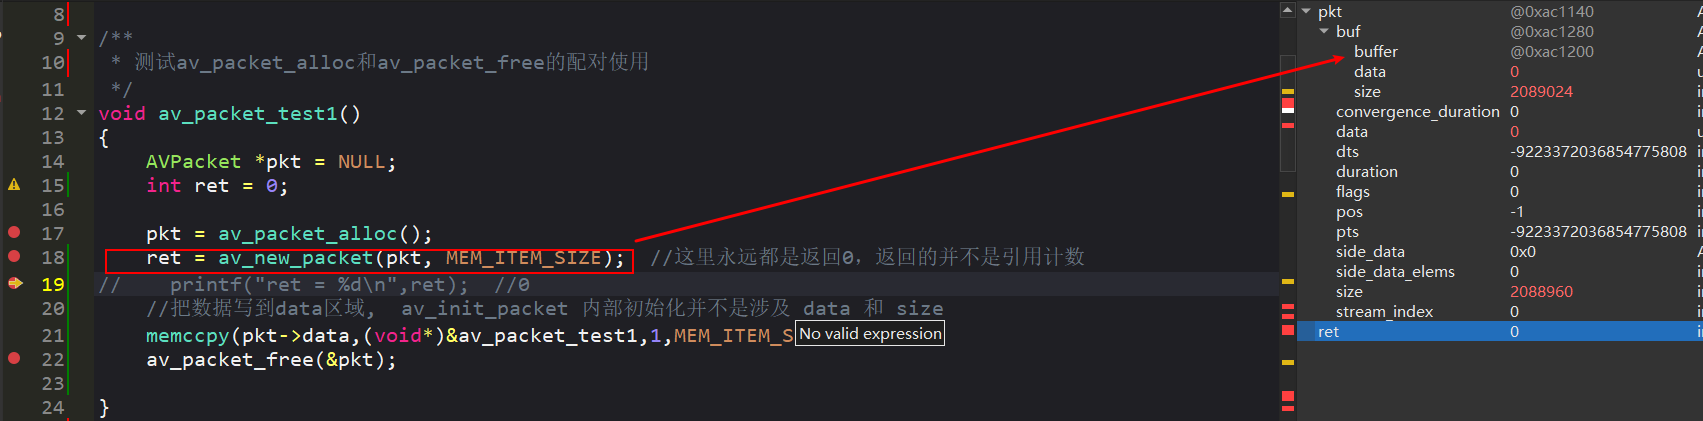 8
9 /**
10 * 测试av_packet_alloc和av_packet_free的配对使用
11 */
12 void av_packet_test1()
13 {
14 AVPacket *pkt = NULL;
15 int ret = 0;
16
17 pkt = av_packet_alloc();
18 ret = av_new_packet(pkt, MEM_ITEM_SIZE); //这里永远都是返回0，返回的并不是引用计数
19 // printf("ret = %d\n",ret); //0
20 //把数据写到data区域, av_init_packet 内部初始化并不是涉及 data 和 size
21 memccpy(pkt->data,(void*)&av_packet_test1,1,MEM_ITEM_S
No valid expression
22 av_packet_free(&pkt);
23
24 }
pkt @0xac1140
buf @0xac1280
buffer @0xac1200
data 0
size 2089024
convergence_duration 0
data 0
dts -9223372036854775808
duration 0
flags 0
pos -1
pts -9223372036854775808
side_data 0x0
side_data_elems 0
size 2088960
stream_index 0
ret 0